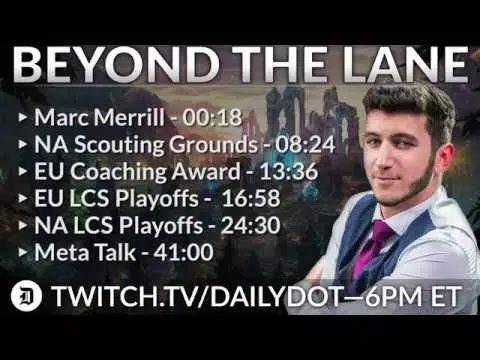 BEYOND THE LANE
▸ Marc Merrill - 00:18
▸ NA Scouting Grounds - 08:24
▸ EU Coaching Award - 13:36
▸ EU LCS Playoffs - 16:58
▸ NA LCS Playoffs - 24:30
▸ Meta Talk - 41:00
D TWITCH.TV/DAILYDOT—6PM ET